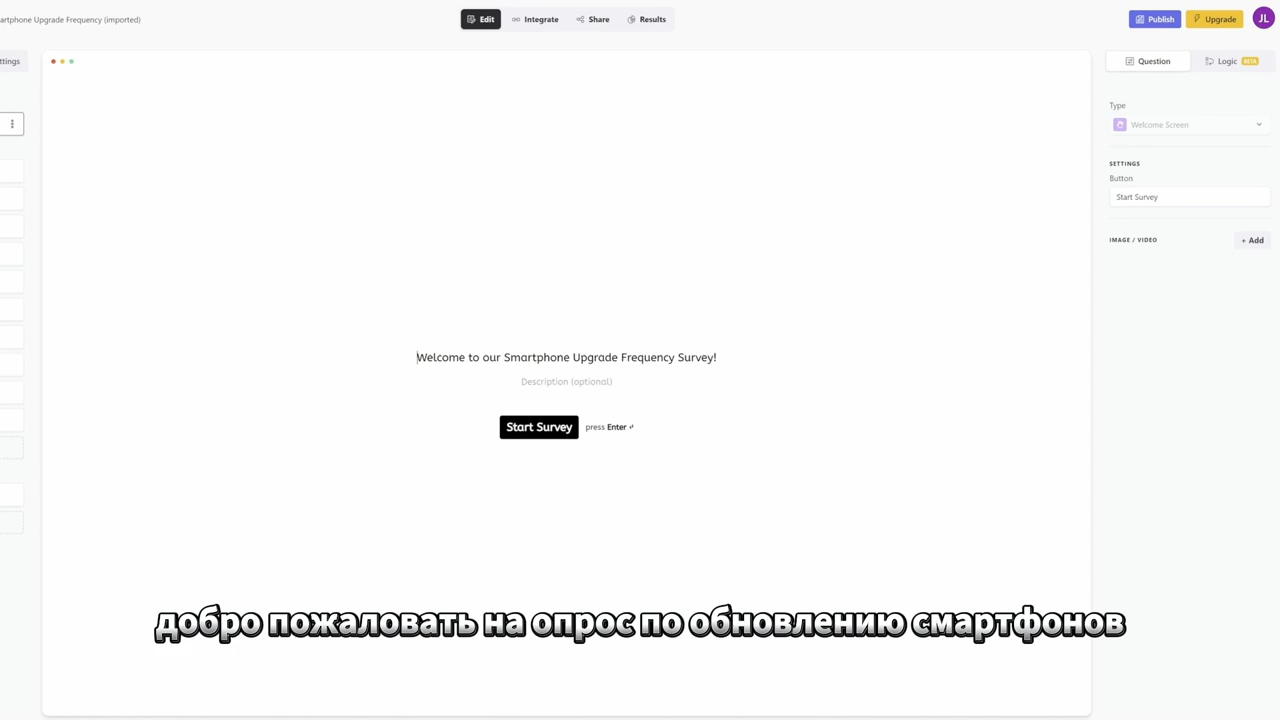 artphone Upgrade Frequency (imported)
Edit
Integrate
Share
Results
Publish
Upgrade
JL
ttings
Question
Logic BETA
Type
Welcome Screen
SETTINGS
Button
Start Survey
IMAGE / VIDEO
+ Add
Welcome to our Smartphone Upgrade Frequency Survey!
Description (optional)
Start Survey press Enter ↵
добро пожаловать на опрос по обновлению смартфонов